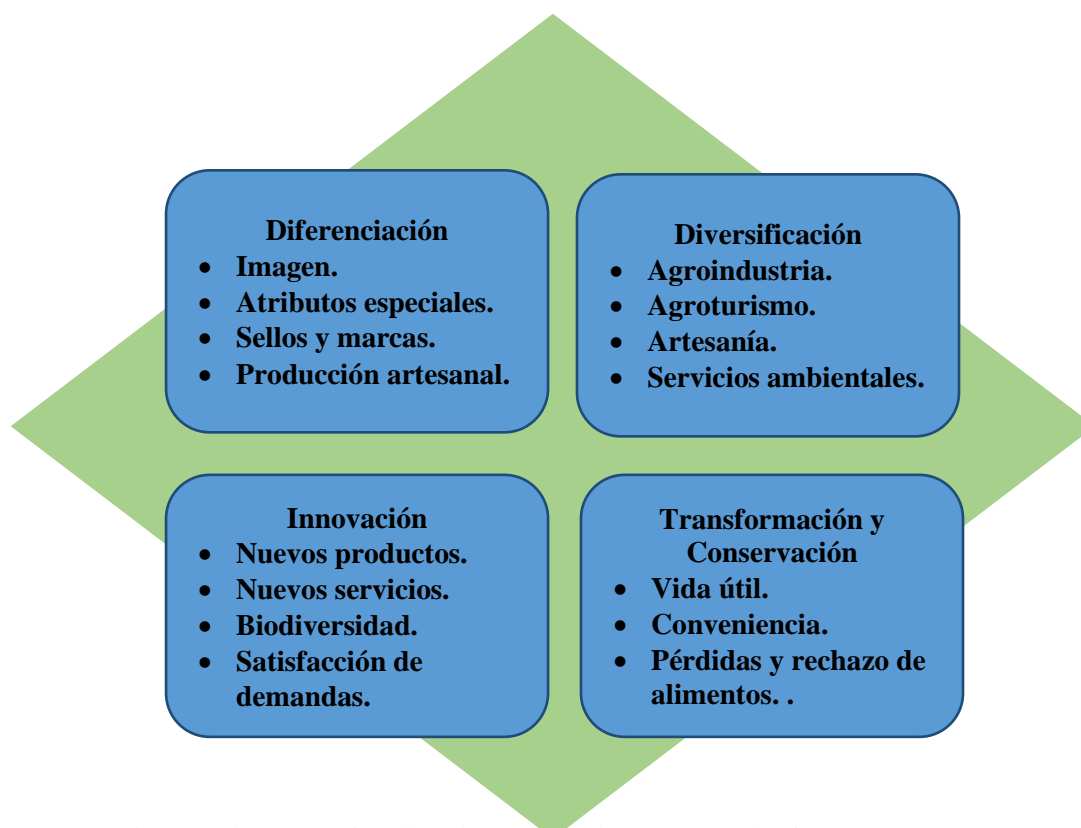 Diferenciación
• Imagen.
• Atributos especiales.
• Sellos y marcas.
• Producción artesanal.
Diversificación
• Agroindustria.
• Agroturismo.
• Artesanía.
• Servicios ambientales.
Innovación
• Nuevos productos.
• Nuevos servicios.
• Biodiversidad.
• Satisfacción de
demandas.
Transformación y
Conservación
• Vida útil.
• Conveniencia.
• Pérdidas y rechazo de
alimentos. .